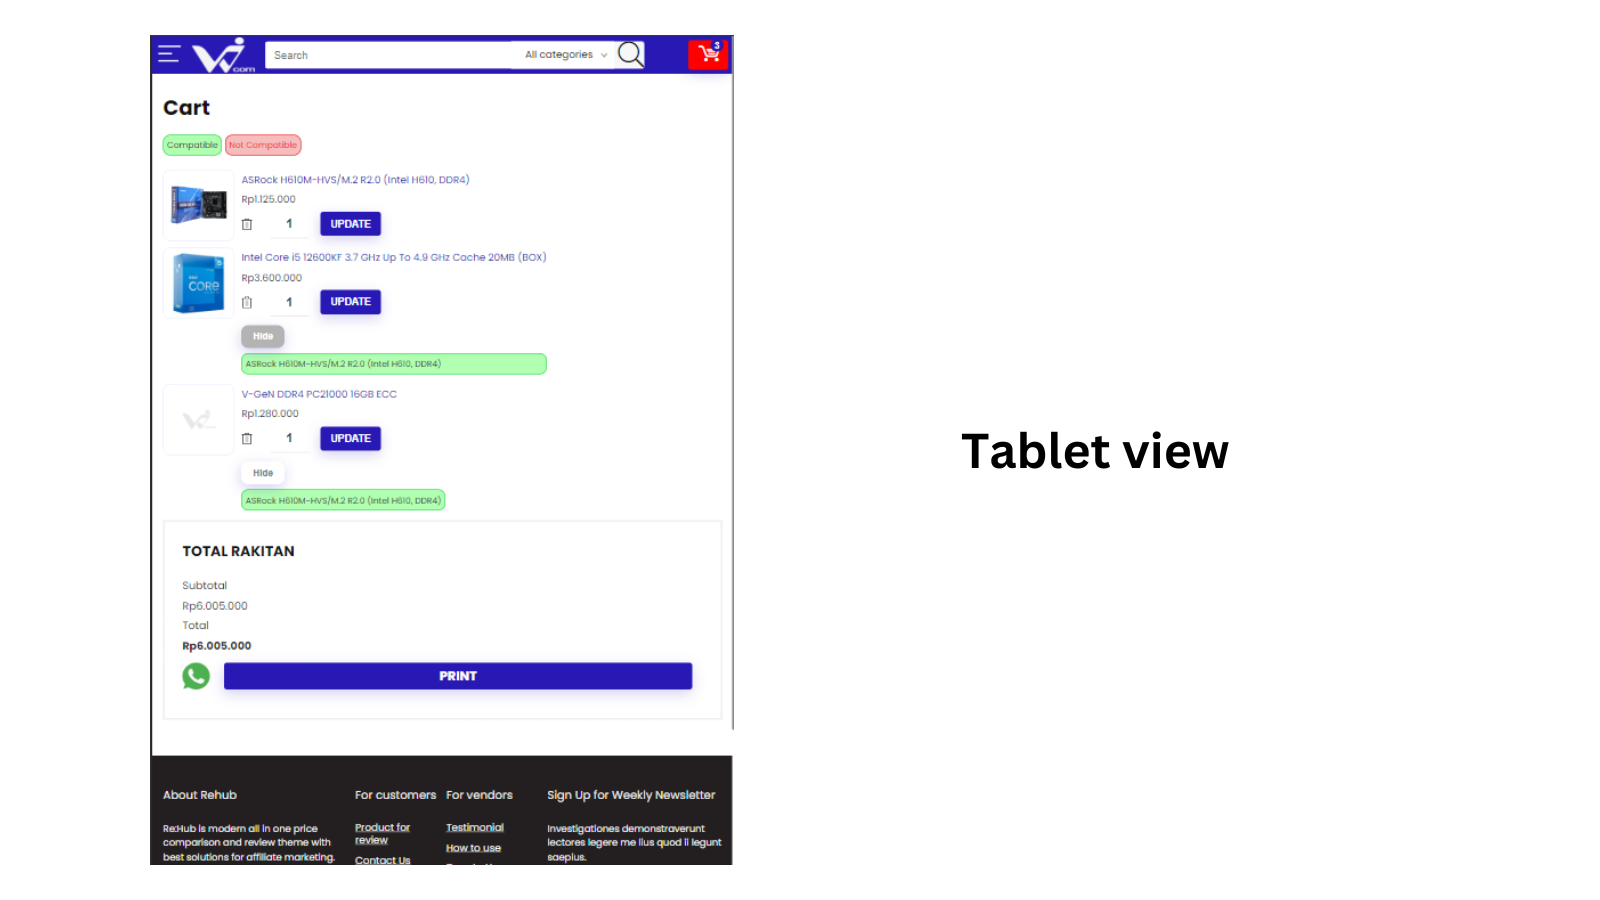 com
Search
All categories
3
Cart
Compatible
Not Compatible
ASRock H610M-HVS/M.2 R2.0 (Intel H610, DDR4)
Rp1.125.000
1
UPDATE
Intel Core i5 12600KF 3.7 GHz Up To 4.9 GHz Cache 20MB (BOX)
CORE
Rp3.600.000
1
UPDATE
Hide
ASRock H610M-HVS/M.2 R2.0 (Intel H610, DDR4)
V-GeN DDR4 PC21000 16GB ECC
Rp1.280.000
1
UPDATE
Hide
ASRock H610M-HVS/M.2 R2.0 (Intel H610, DDR4)
TOTAL RAKITAN
Subtotal
Rp6.005.000
Total
Rp6.005.000
PRINT
About Rehub
Re:Hub is modern all in one price
comparison and review theme with
best solutions for affiliate marketing.
For customers
Product for
review
Contact Us
For vendors
Testimonial
How to use
Sign Up for Weekly Newsletter
Investigationes demonstraverunt
lectores legere me lius quod ii legunt
saepius.
Tablet view